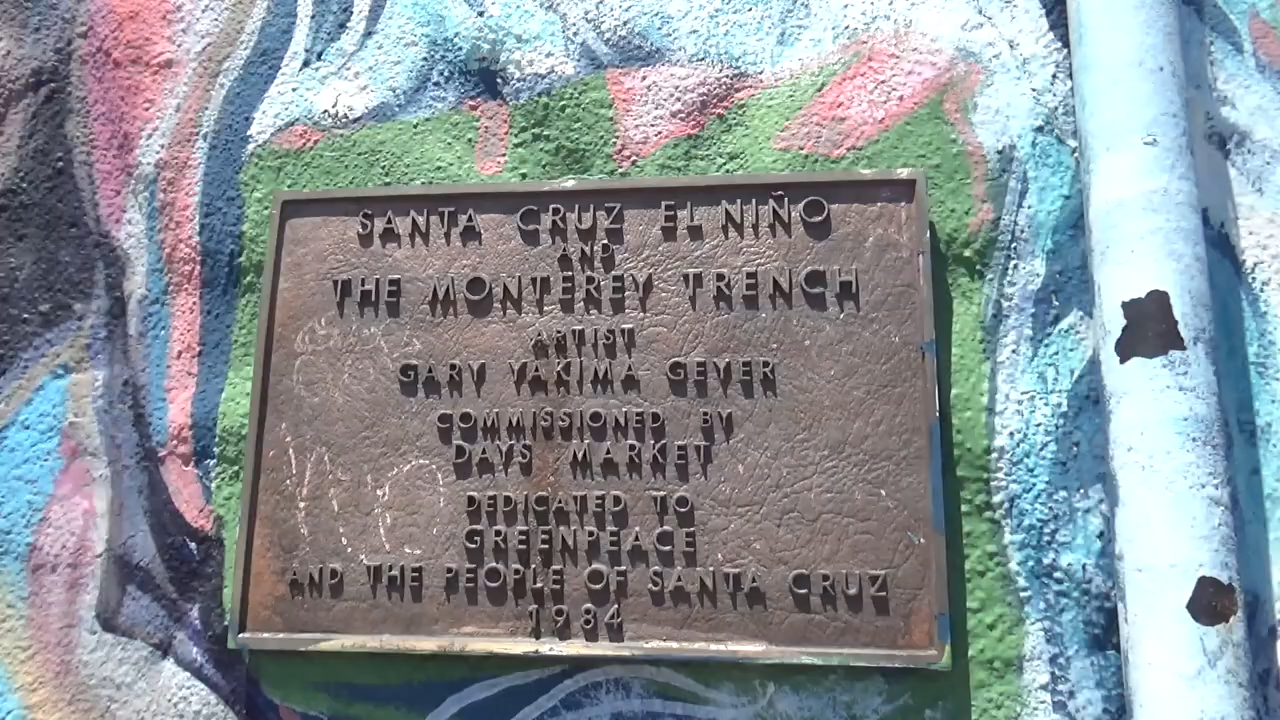 SANTA CRUZ EL NIÑO
AND
THE MONTEREY TRENCH
ARTIST
GARY YAKIMA GEYER
COMMISSIONED BY
DAYS MARKET
DEDICATED TO
GREENPEACE
AND THE PEOPLE OF SANTA CRUZ
1984